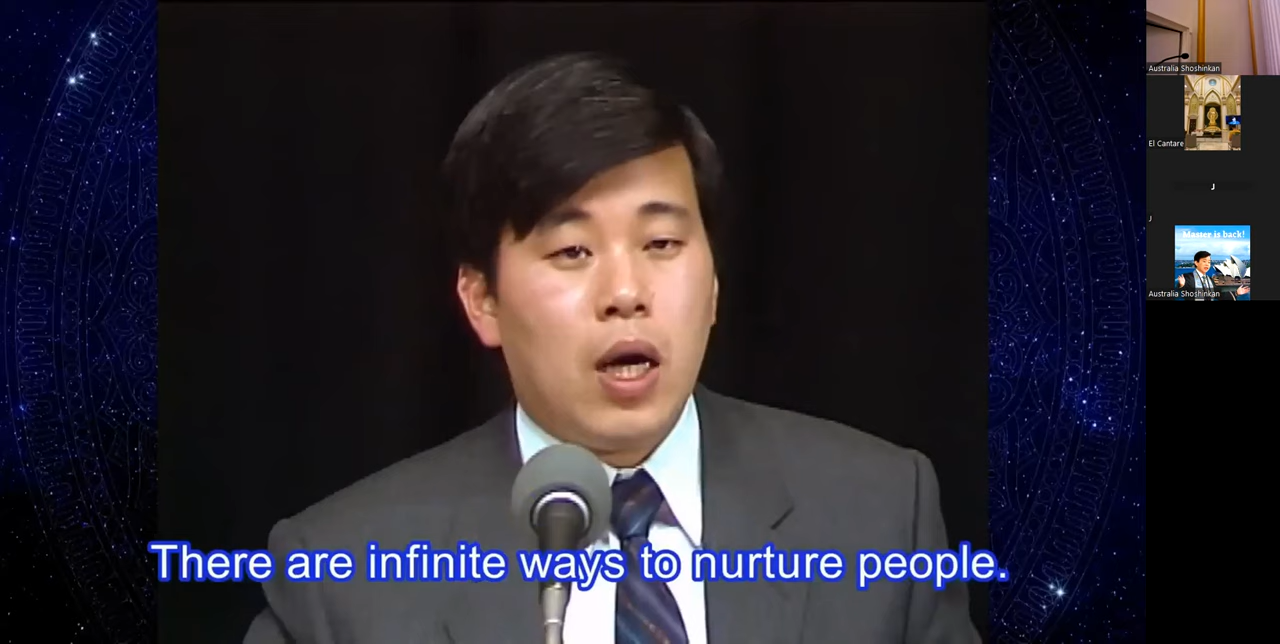 There are infinite ways to nurture people.
Australia Shoshinkan
El Cantare
J
J
Master is back!
Australia Shoshinkan